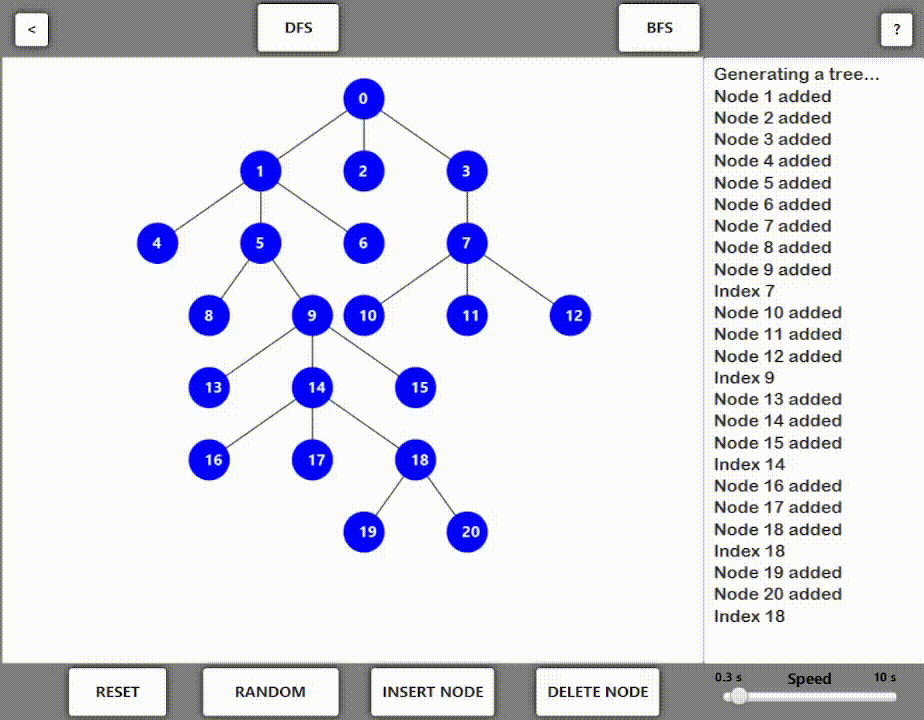 <
DFS
BFS
?
0
1
2
3
4
5
6
7
8
9
10
11
12
13
14
15
16
17
18
19
20
Generating a tree...
Node 1 added
Node 2 added
Node 3 added
Node 4 added
Node 5 added
Node 6 added
Node 7 added
Node 8 added
Node 9 added
Index 7
Node 10 added
Node 11 added
Node 12 added
Index 9
Node 13 added
Node 14 added
Node 15 added
Index 14
Node 16 added
Node 17 added
Node 18 added
Index 18
Node 19 added
Node 20 added
Index 18
RESET
RANDOM
INSERT NODE
DELETE NODE
0.3 s
Speed
10 s